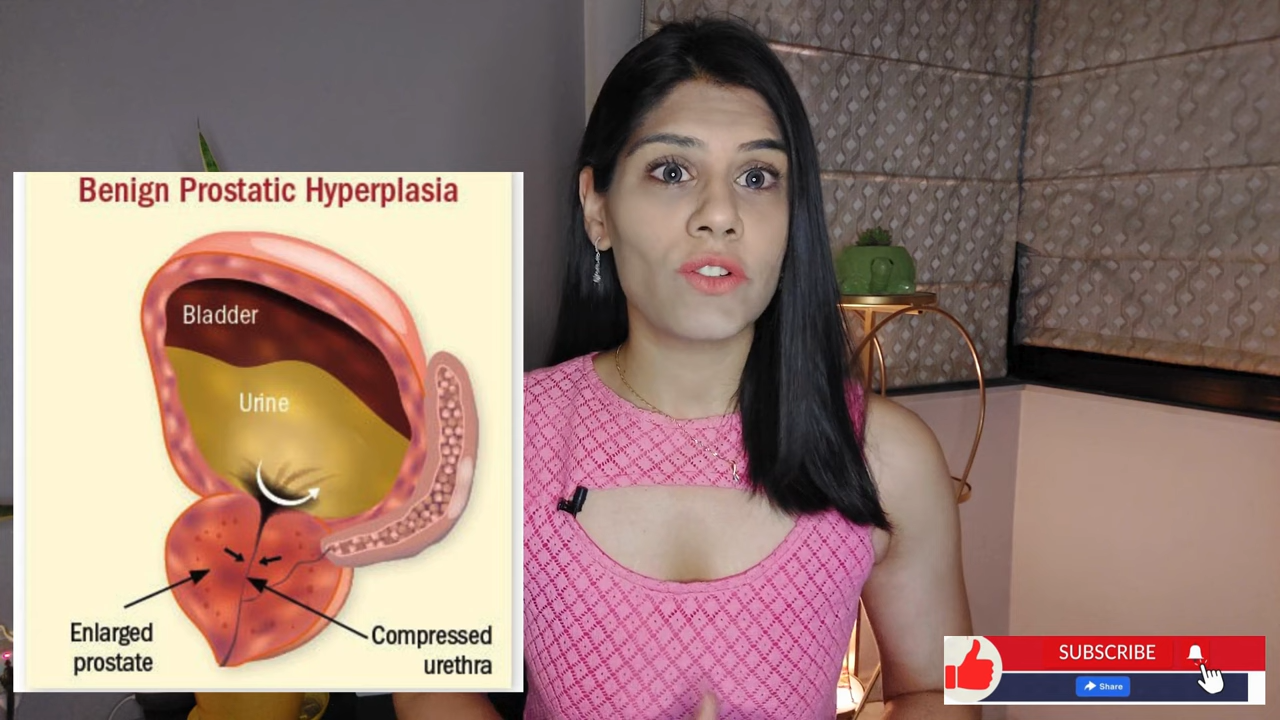 Benign Prostatic Hyperplasia
Bladder
Urine
Enlarged
prostate
Compressed
urethra
SUBSCRIBE
Share